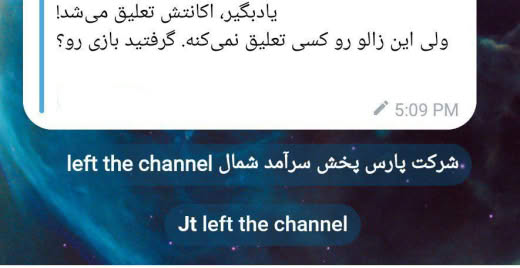 یادبگیر، اکانتش تعلیق می‌شد!
ولی این زالو رو کسی تعلیق نمی‌کنه. گرفتید بازی رو؟
5:09 PM
شرکت پارس پخش سرآمد شمال left the channel
Jt left the channel